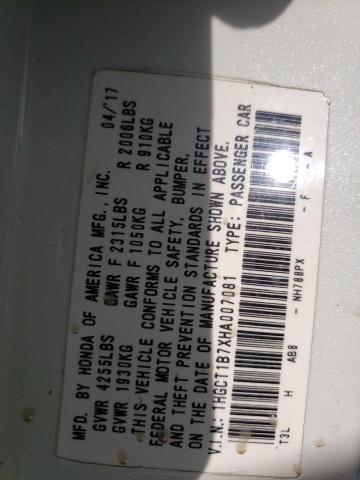 MFD. BY HONDA OF AMERICA MFG., INC. 04/'17
GVWR 4255LBS GAWR F 2315LBS R 2006LBS
GVWR 1930KG GAWR F 1050KG R 910KG
THIS VEHICLE CONFORMS TO ALL APPLICABLE
FEDERAL MOTOR VEHICLE SAFETY, BUMPER,
AND THEFT PREVENTION STANDARDS IN EFFECT
ON THE DATE OF MANUFACTURE SHOWN ABOVE.
V.I.N.: 1HGCT1B7XHA007081 TYPE: PASSENGER CAR
T3L H AB8 NH788PX - F - A